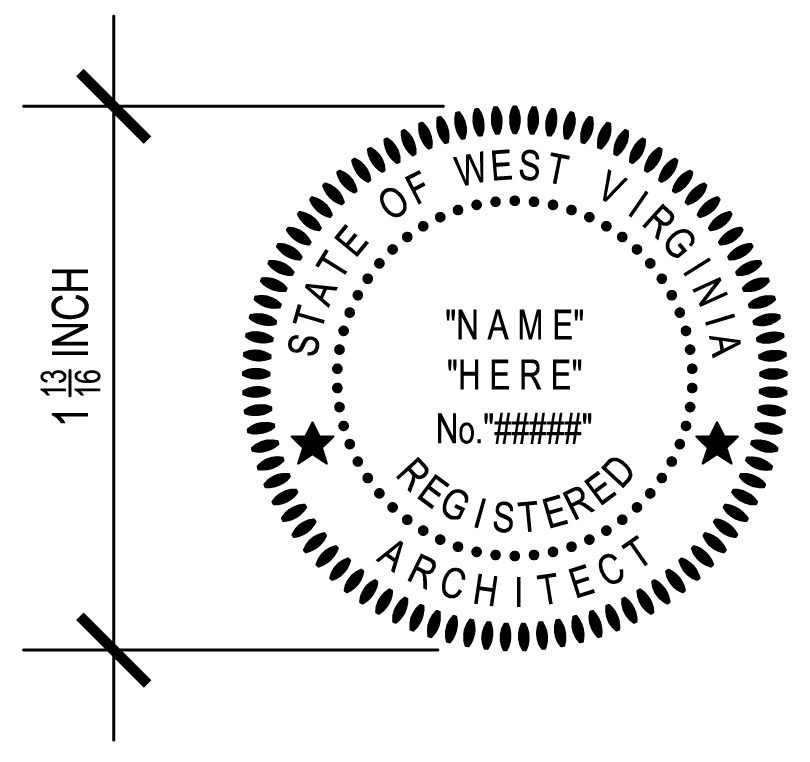 1 13/16 INCH
STATE OF WEST VIRGINIA
"NAME"
"HERE"
No."#####"
REGISTERED
ARCHITECT